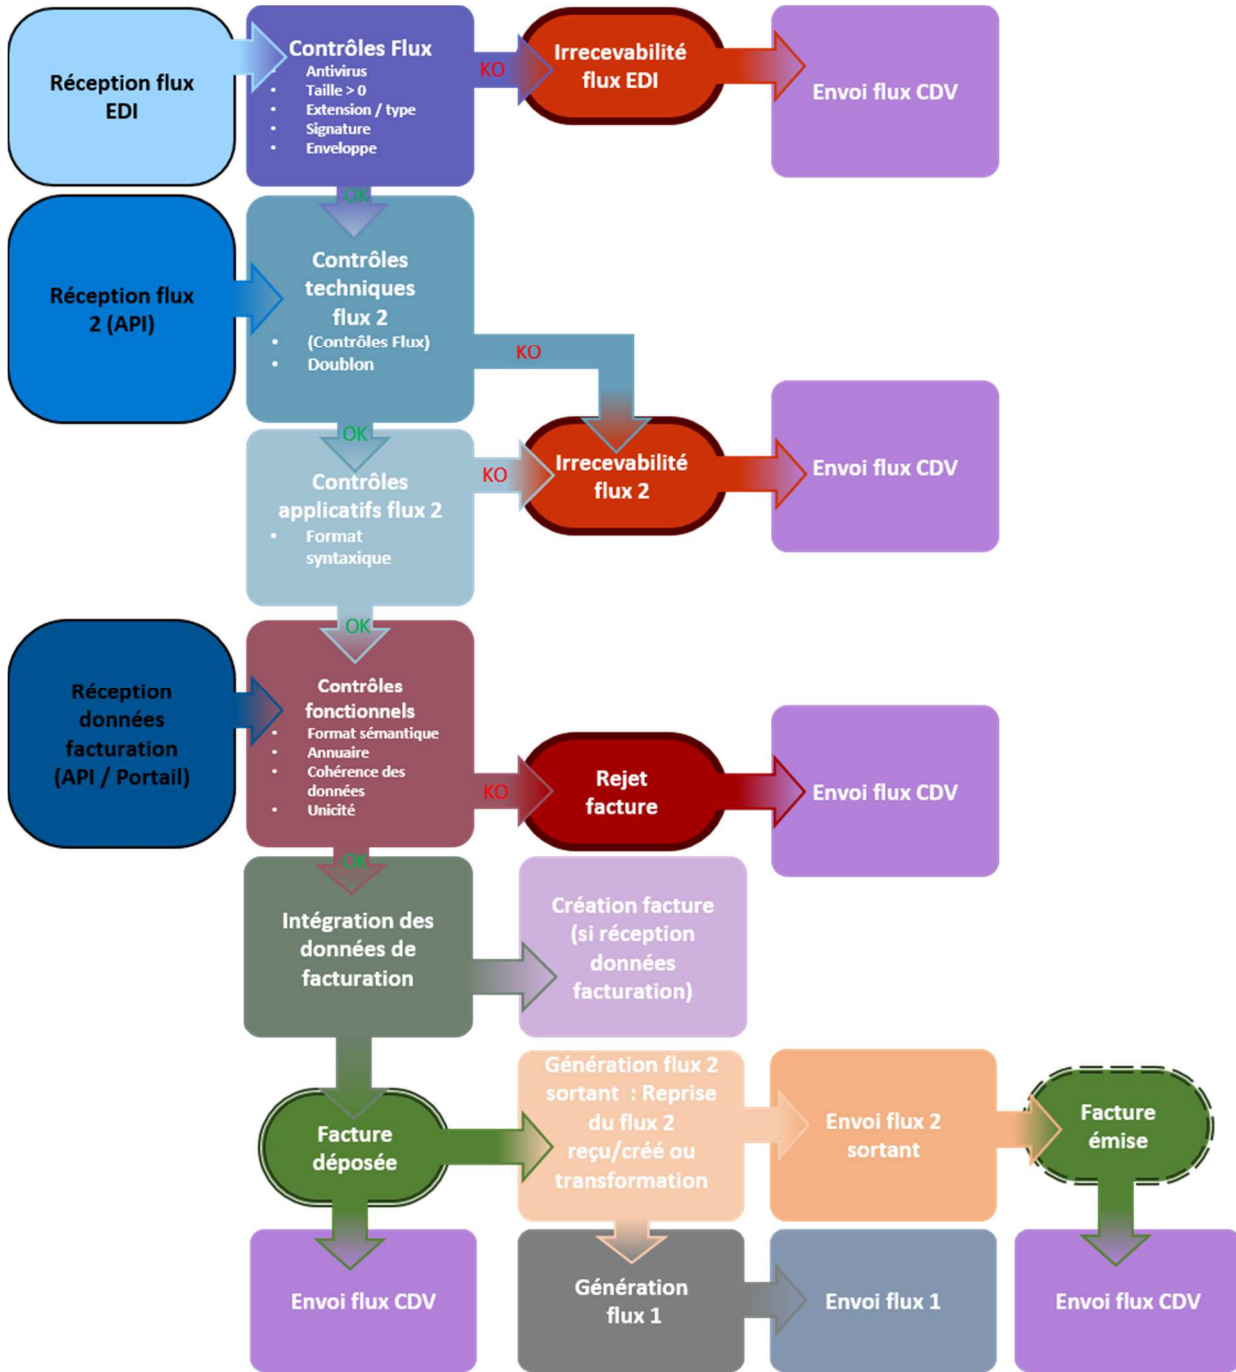 Réception flux
EDI
Contrôles Flux
• Antivirus
• Taille > 0
• Extension / type
• Signature
• Enveloppe
KO
Irrecevabilité
flux EDI
Envoi flux CDV
OK
Réception flux
2 (API)
Contrôles
techniques
flux 2
• (Contrôles Flux)
• Doublon
KO
OK
Contrôles
applicatifs flux 2
• Format
syntaxique
KO
Irrecevabilité
flux 2
Envoi flux CDV
OK
Réception
données
facturation
(API / Portail)
Contrôles
fonctionnels
• Format sémantique
• Annuaire
• Cohérence des
données
• Unicité
KO
Rejet
facture
Envoi flux CDV
OK
Intégration des
données de
facturation
Création facture
(si réception
données
facturation)
Facture
déposée
Génération flux 2
sortant : Reprise
du flux 2
reçu/créé ou
transformation
Envoi flux 2
sortant
Facture
émise
Envoi flux CDV
Génération
flux 1
Envoi flux 1
Envoi flux CDV